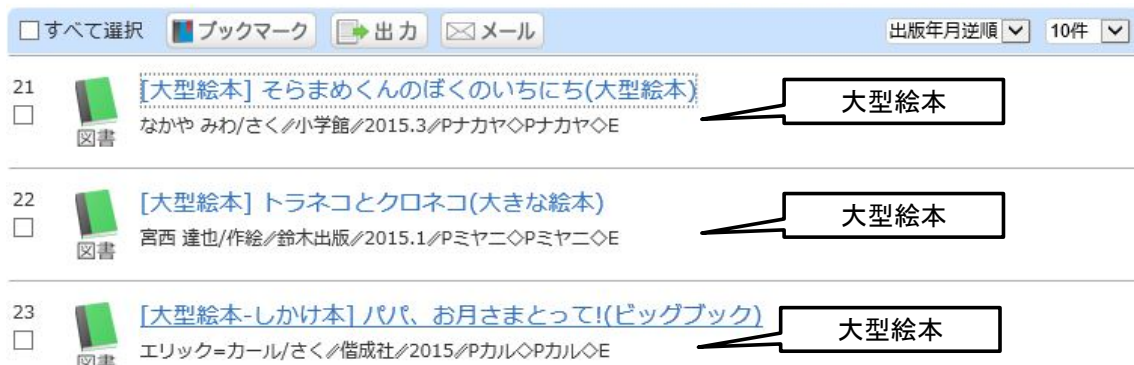 すべて選択 ブックマーク 出力 メール 出版年月逆順 10件
21
[大型絵本] そらまめくんのぼくのいちにち(大型絵本)
大型絵本
なかや みわ/さく∥小学館∥2015.3∥Pナカヤ◇Pナカヤ◇E
図書
22
[大型絵本] トラネコとクロネコ(大きな絵本)
大型絵本
宮西 達也/作絵∥鈴木出版∥2015.1∥Pミヤニ◇Pミヤニ◇E
図書
23
[大型絵本-しかけ本] パパ、お月さまとって!(ビッグブック)
大型絵本
エリック=カール/さく∥偕成社∥2015∥Pカル◇Pカル◇E
図書